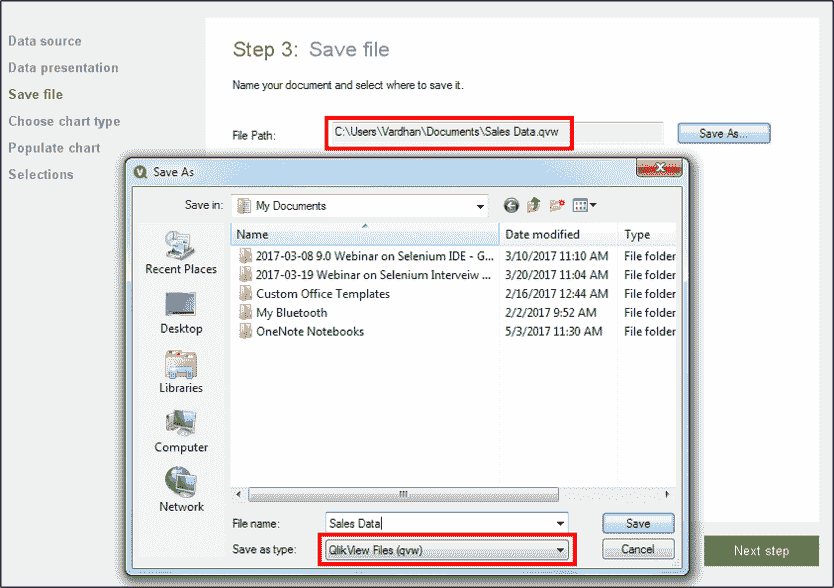 Data source
Data presentation
Save file
Choose chart type
Populate chart
Selections
Step 3: Save file
Name your document and select where to save it.
File Path: C:\Users\Vardhan\Documents\Sales Data.qvw Save As...
Save As
Save in: My Documents
Name Date modified Type
2017-03-08 9.0 Webinar on Selenium IDE - G... 3/10/2017 11:10 AM File folder
2017-03-19 Webinar on Selenium Interveiw ... 3/20/2017 11:04 AM File folder
Custom Office Templates 2/16/2017 12:44 AM File folder
My Bluetooth 2/2/2017 9:52 AM File folder
OneNote Notebooks 5/3/2017 11:30 AM File folder
Recent Places
Desktop
Libraries
Computer
Network
File name: Sales Data Save
Save as type: QlikView Files (qvw) Cancel
Next step